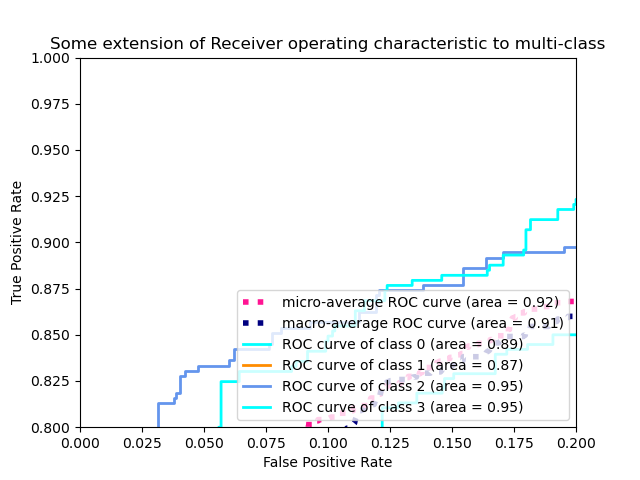 Some extension of Receiver operating characteristic to multi-class
1.000
0.975
0.950
0.925
0.900
0.875
0.850
0.825
0.800
True Positive Rate
micro-average ROC curve (area = 0.92)
macro-average ROC curve (area = 0.91)
ROC curve of class 0 (area = 0.89)
ROC curve of class 1 (area = 0.87)
ROC curve of class 2 (area = 0.95)
ROC curve of class 3 (area = 0.95)
0.000 0.025 0.050 0.075 0.100 0.125 0.150 0.175 0.200
False Positive Rate